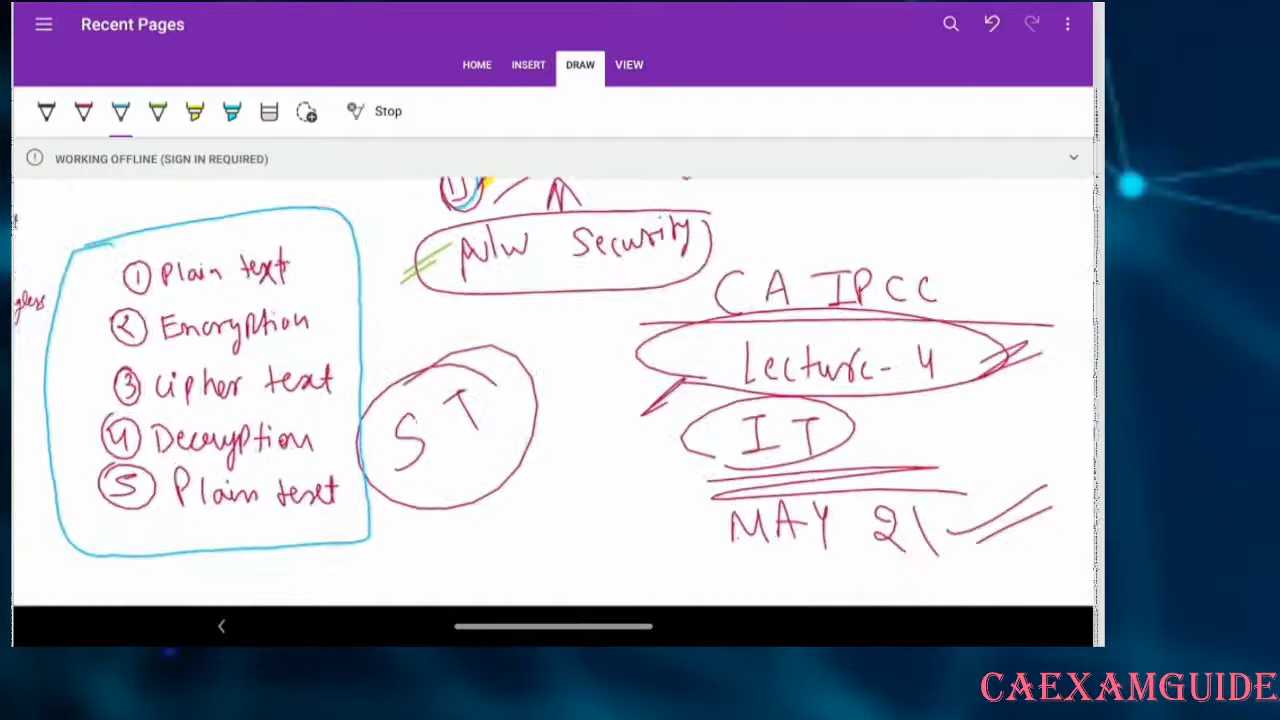 Recent Pages
HOME INSERT DRAW VIEW
Stop
WORKING OFFLINE (SIGN IN REQUIRED)
N/W Security
① Plain text
② Encryption
③ Cipher text
④ Decryption
⑤ Plain text
S T
CA IPCC
Lecture-4
IT
MAY 21
CAEXAMGUIDE